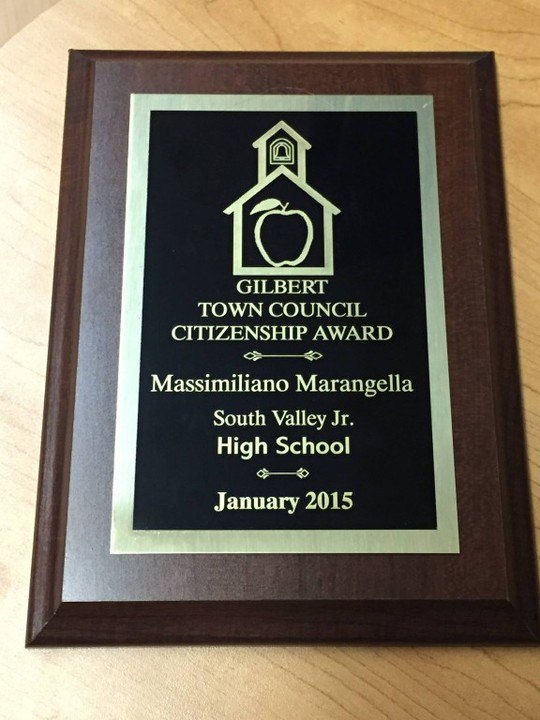 GILBERT
TOWN COUNCIL
CITIZENSHIP AWARD
Massimiliano Marangella
South Valley Jr.
High School
January 2015